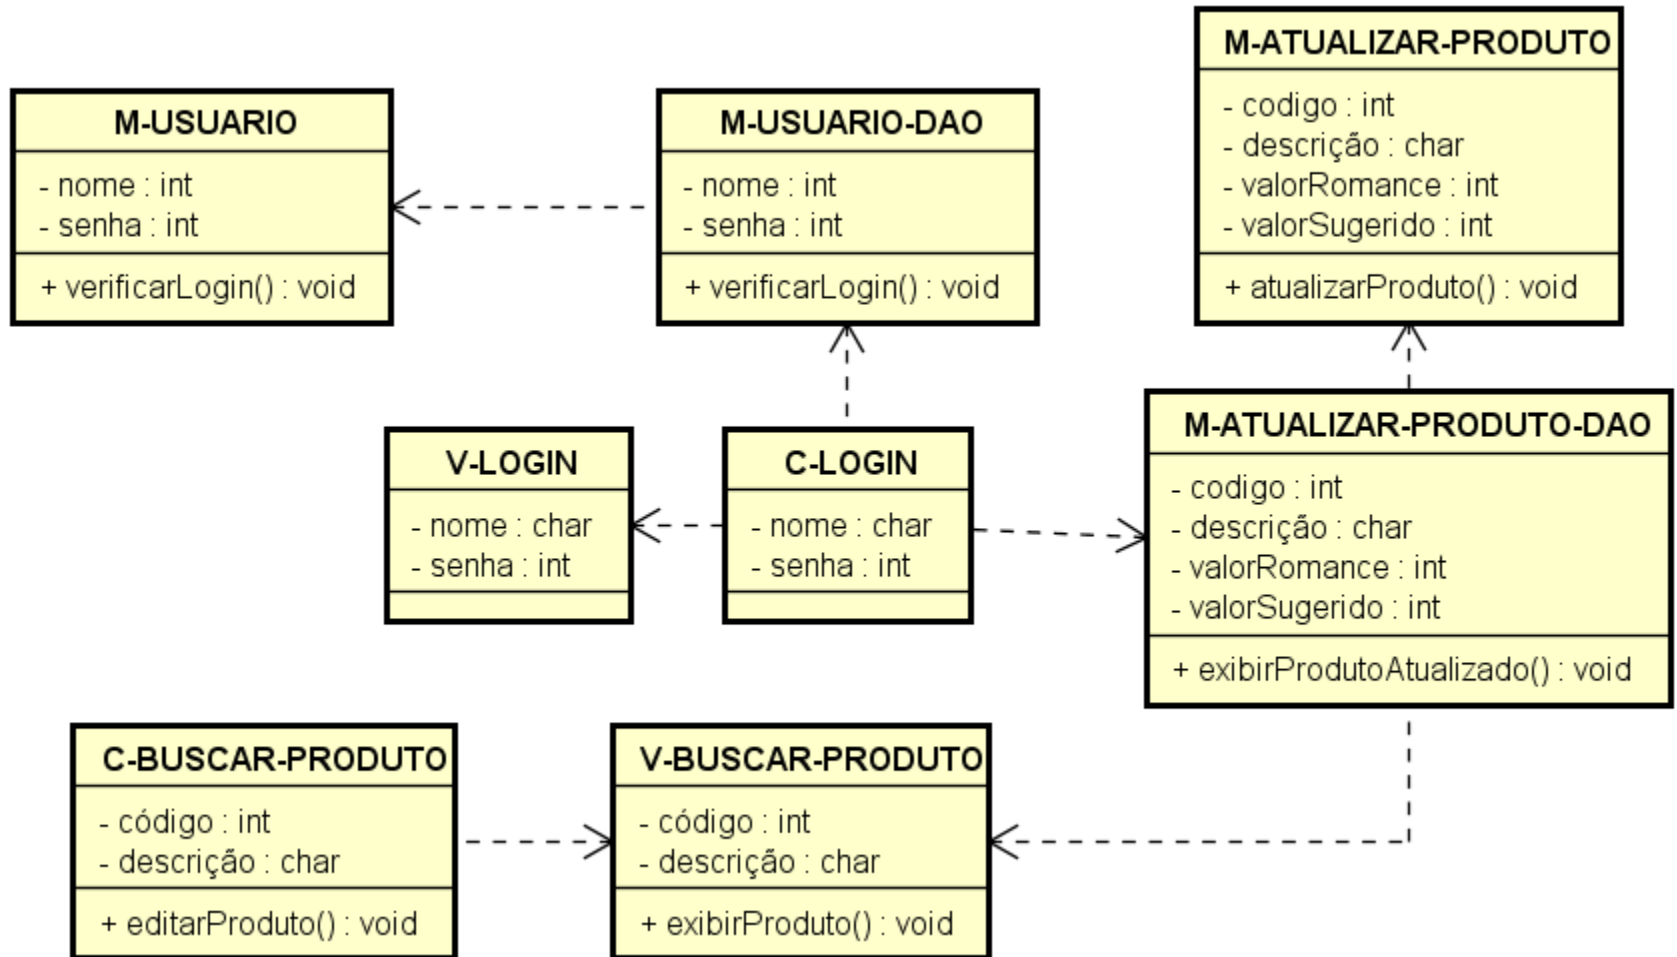 M-USUARIO
- nome : int
- senha : int
+ verificarLogin() : void
M-USUARIO-DAO
- nome : int
- senha : int
+ verificarLogin() : void
M-ATUALIZAR-PRODUTO
- codigo : int
- descrição : char
- valorRomance : int
- valorSugerido : int
+ atualizarProduto() : void
V-LOGIN
- nome : char
- senha : int
C-LOGIN
- nome : char
- senha : int
M-ATUALIZAR-PRODUTO-DAO
- codigo : int
- descrição : char
- valorRomance : int
- valorSugerido : int
+ exibirProdutoAtualizado() : void
C-BUSCAR-PRODUTO
- código : int
- descrição : char
+ editarProduto() : void
V-BUSCAR-PRODUTO
- código : int
- descrição : char
+ exibirProduto() : void